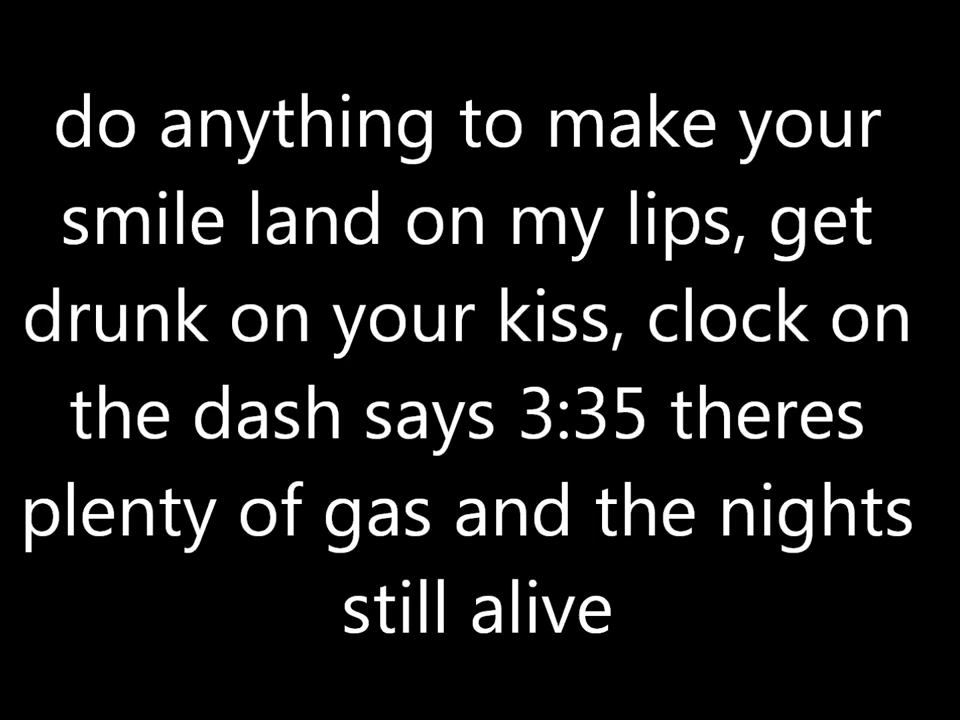 do anything to make your
smile land on my lips, get
drunk on your kiss, clock on
the dash says 3:35 theres
plenty of gas and the nights
still alive